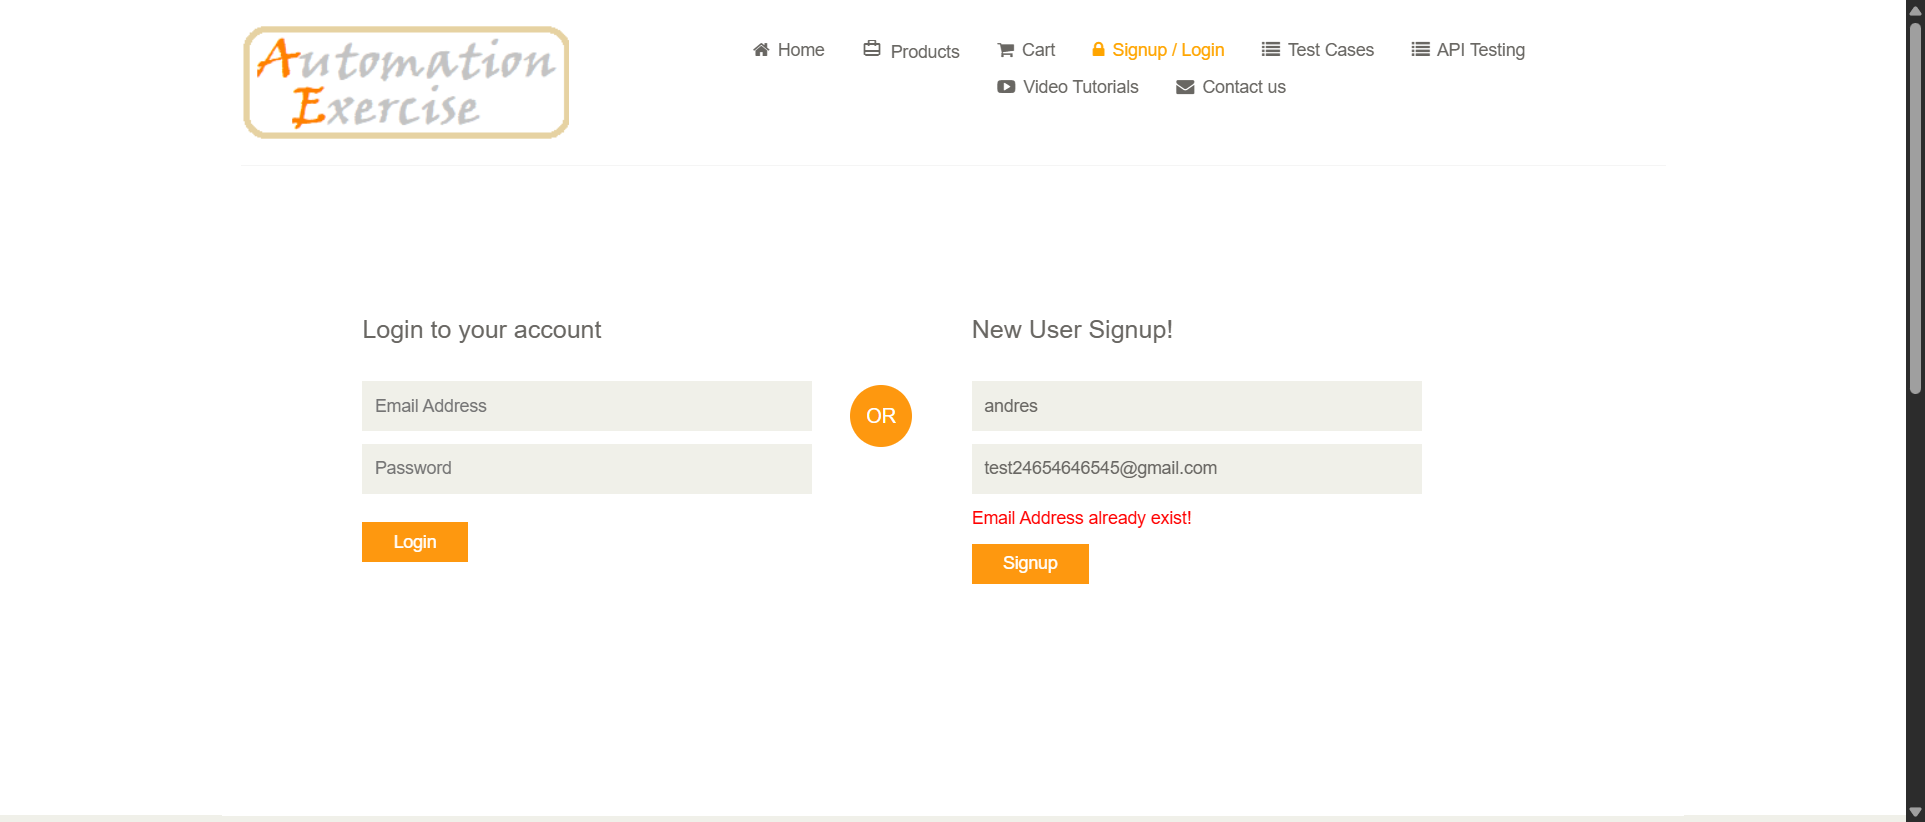 Automation
Exercise
Home
Products
Cart
Signup / Login
Test Cases
API Testing
Video Tutorials
Contact us
Login to your account
Email Address
Password
Login
OR
New User Signup!
andres
test24654646545@gmail.com
Email Address already exist!
Signup